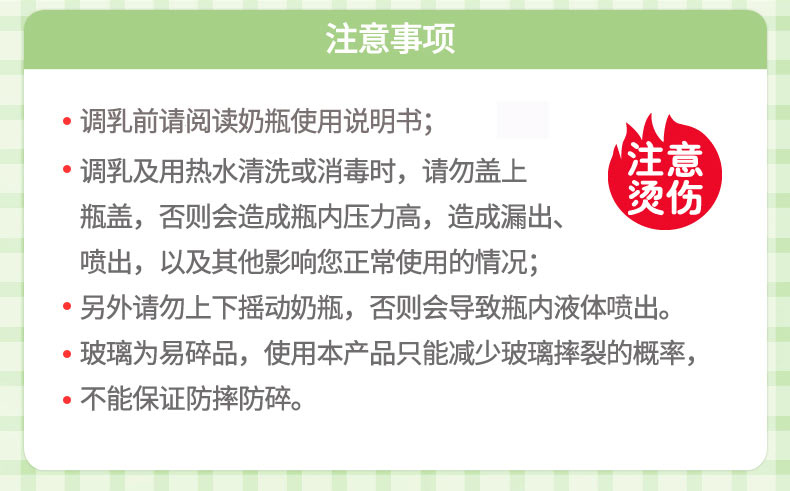 注意事项
• 调乳前请阅读奶瓶使用说明书；
• 调乳及用热水清洗或消毒时，请勿盖上
瓶盖，否则会造成瓶内压力高，造成漏出、
喷出，以及其他影响您正常使用的情况；
• 另外请勿上下摇动奶瓶，否则会导致瓶内液体喷出。
• 玻璃为易碎品，使用本产品只能减少玻璃摔裂的概率，
• 不能保证防摔防碎。
注意
烫伤